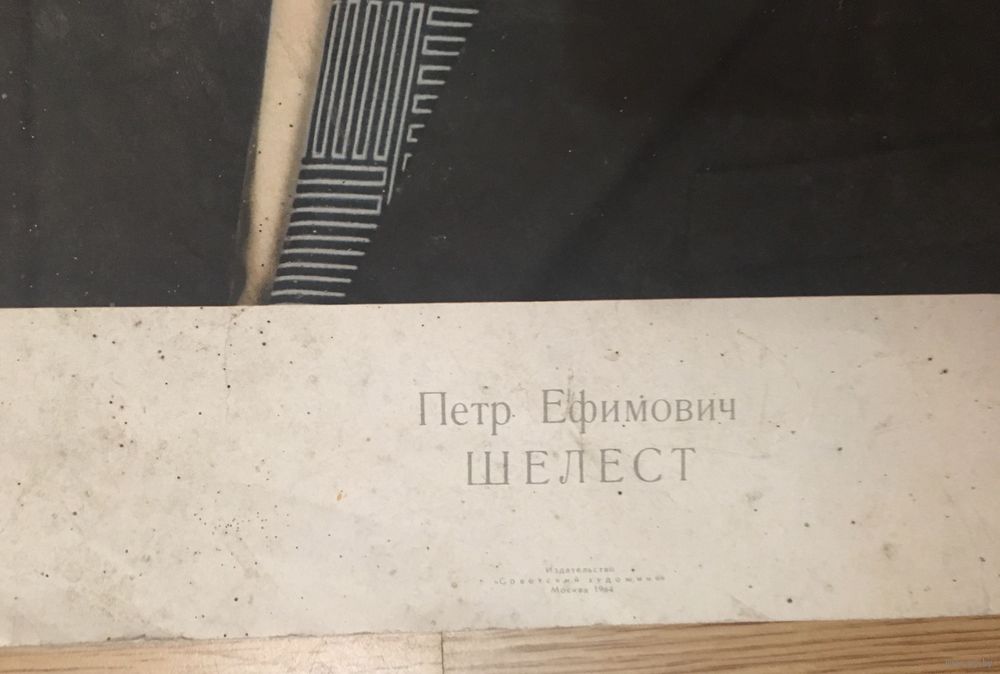 Петр Ефимович
ШЕЛЕСТ
Издательство
«Советский художник»
Москва 1964